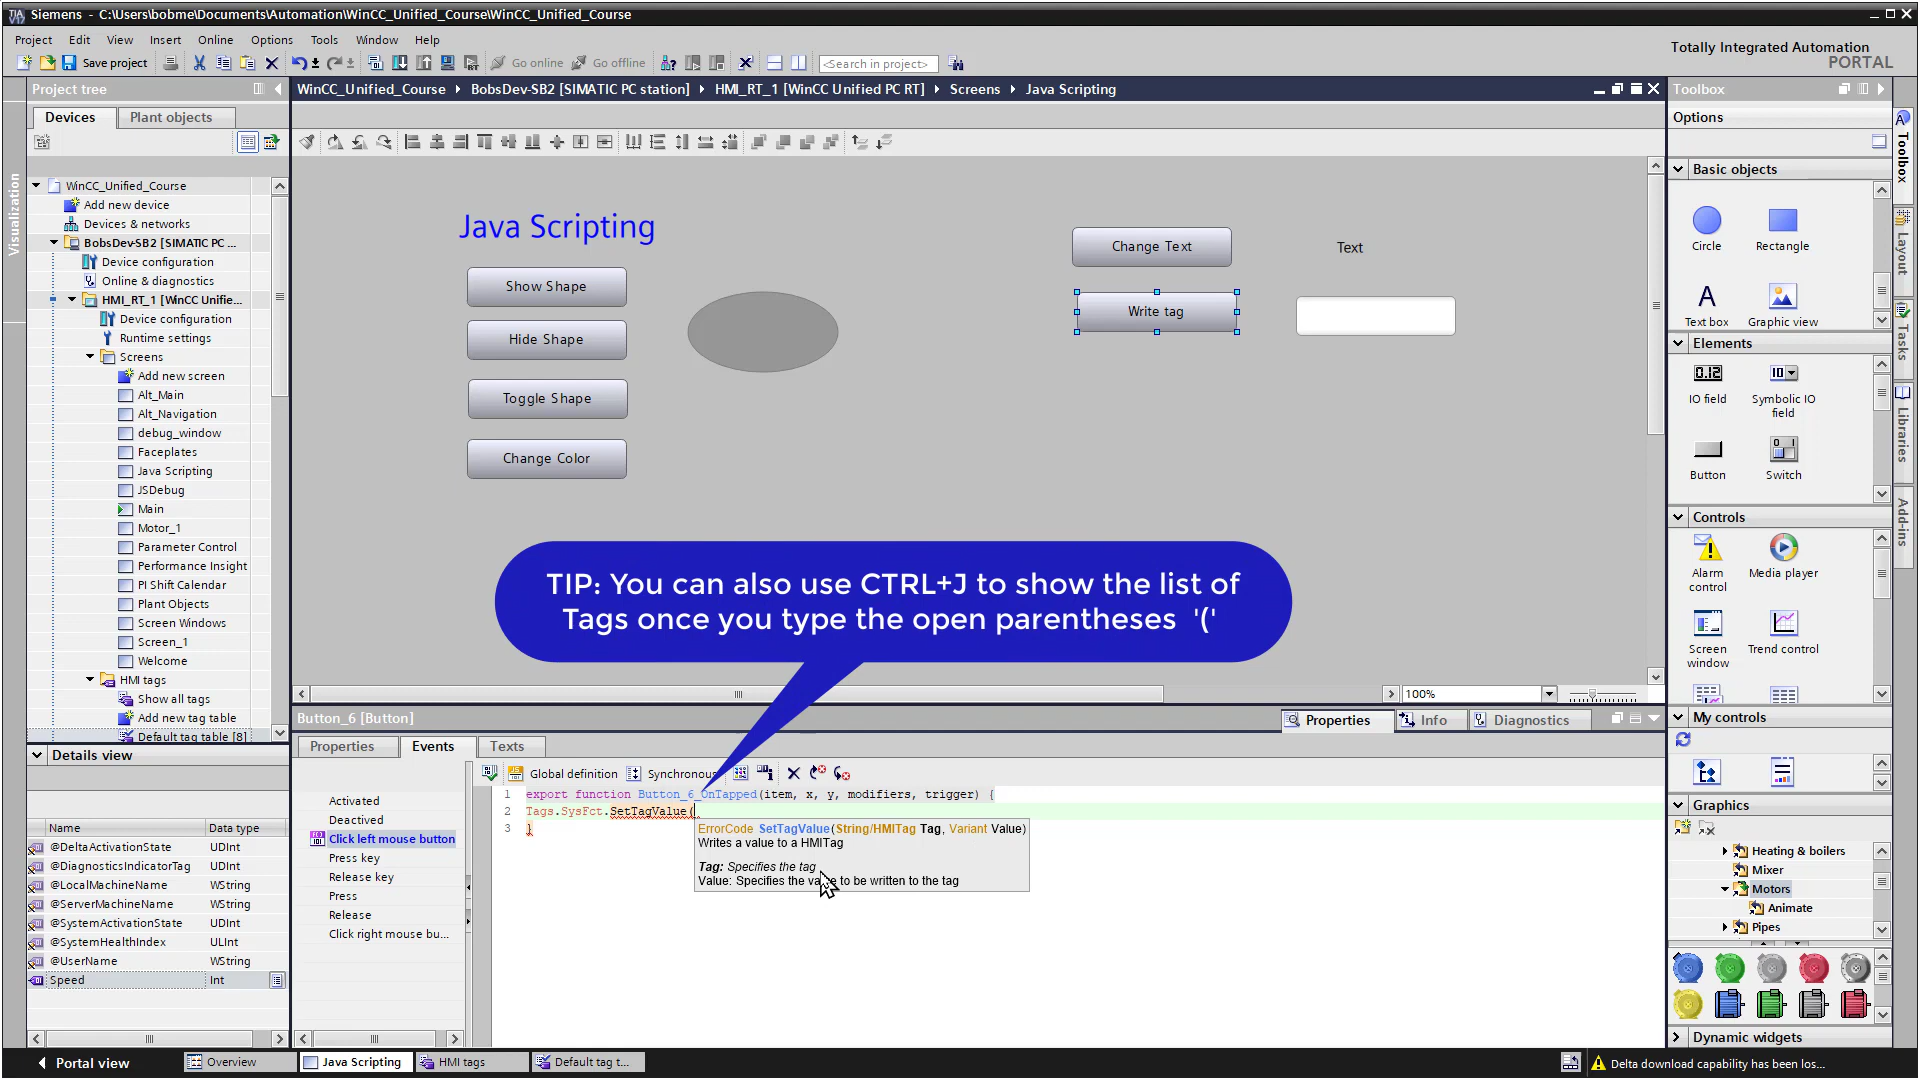 Siemens - C:\Users\bobme\Documents\Automation\WinCC_Unified_Course\WinCC_Unified_Course
Project Edit View Insert Online Options Tools Window Help
Totally Integrated Automation
PORTAL
Save project
Go online
Go offline
<Search in project>
Project tree
WinCC_Unified_Course ▸ BobsDev-SB2 [SIMATIC PC station] ▸ HMI_RT_1 [WinCC Unified PC RT] ▸ Screens ▸ Java Scripting
Toolbox
Devices
Plant objects
Visualization
WinCC_Unified_Course
Add new device
Devices & networks
BobsDev-SB2 [SIMATIC PC ...
Device configuration
Online & diagnostics
HMI_RT_1 [WinCC Unifie...
Device configuration
Runtime settings
Screens
Add new screen
Alt_Main
Alt_Navigation
debug_window
Faceplates
Java Scripting
JSDebug
Main
Motor_1
Parameter Control
Performance Insight
PI Shift Calendar
Plant Objects
Screen Windows
Screen_1
Welcome
HMI tags
Show all tags
Add new tag table
Default tag table [8]
Details view
Name
Data type
@DeltaActivationState UDInt
@DiagnosticsIndicatorTag UDInt
@LocalMachineName WString
@ServerMachineName WString
@SystemActivationState UDInt
@SystemHealthIndex ULInt
@UserName WString
Speed Int
Java Scripting
Show Shape
Hide Shape
Toggle Shape
Change Color
Change Text
Text
Write tag
TIP: You can also use CTRL+J to show the list of
Tags once you type the open parentheses '('
100%
Button_6 [Button]
Properties
Info
Diagnostics
Properties
Events
Texts
Global definition
Synchronou
Activated
Deactived
Click left mouse button
Press key
Release key
Press
Release
Click right mouse bu...
1 export function Button_6_OnTapped(item, x, y, modifiers, trigger) {
2 Tags.SysFct.SetTagValue(
3 }
ErrorCode SetTagValue(String/HMITag Tag, Variant Value)
Writes a value to a HMITag
Tag: Specifies the tag
Value: Specifies the value to be written to the tag
Options
Basic objects
Circle
Rectangle
Text box
Graphic view
Elements
IO field
Symbolic IO
field
Button
Switch
Controls
Alarm
control
Media player
Screen
window
Trend control
My controls
Graphics
Heating & boilers
Mixer
Motors
Animate
Pipes
Dynamic widgets
Toolbox
Layout
Tasks
Libraries
Add-ins
Portal view
Overview
Java Scripting
HMI tags
Default tag t...
Delta download capability has been los...